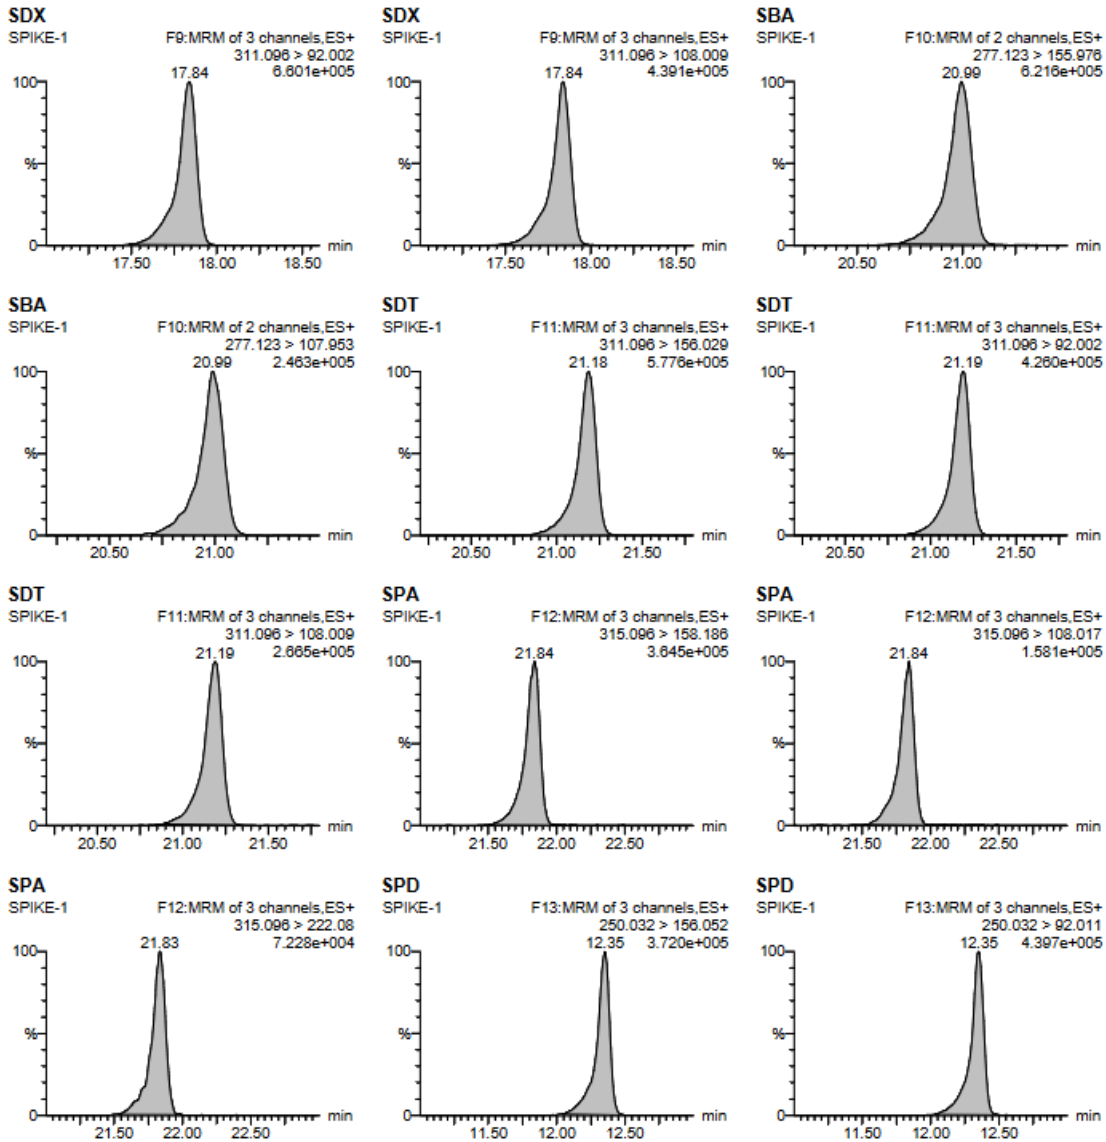 SDX
SPIKE-1 F9:MRM of 3 channels,ES+
311.096 > 92.002
17.84 6.601e+005
100
%
0
min
17.50 18.00 18.50
SDX
SPIKE-1 F9:MRM of 3 channels,ES+
311.096 > 108.009
17.84 4.391e+005
100
%
0
min
17.50 18.00 18.50
SBA
SPIKE-1 F10:MRM of 2 channels,ES+
277.123 > 155.976
20.99 6.216e+005
100
%
0
min
20.50 21.00
SBA
SPIKE-1 F10:MRM of 2 channels,ES+
277.123 > 107.953
20.99 2.463e+005
100
%
0
min
20.50 21.00
SDT
SPIKE-1 F11:MRM of 3 channels,ES+
311.096 > 156.029
21.18 5.776e+005
100
%
0
min
20.50 21.00 21.50
SDT
SPIKE-1 F11:MRM of 3 channels,ES+
311.096 > 92.002
21.19 4.260e+005
100
%
0
min
20.50 21.00 21.50
SDT
SPIKE-1 F11:MRM of 3 channels,ES+
311.096 > 108.009
21.19 2.665e+005
100
%
0
min
20.50 21.00 21.50
SPA
SPIKE-1 F12:MRM of 3 channels,ES+
315.096 > 158.186
21.84 3.645e+005
100
%
0
min
21.50 22.00 22.50
SPA
SPIKE-1 F12:MRM of 3 channels,ES+
315.096 > 108.017
21.84 1.581e+005
100
%
0
min
21.50 22.00 22.50
SPA
SPIKE-1 F12:MRM of 3 channels,ES+
315.096 > 222.08
21.83 7.228e+004
100
%
0
min
21.50 22.00 22.50
SPD
SPIKE-1 F13:MRM of 3 channels,ES+
250.032 > 156.052
12.35 3.720e+005
100
%
0
min
11.50 12.00 12.50
SPD
SPIKE-1 F13:MRM of 3 channels,ES+
250.032 > 92.011
12.35 4.397e+005
100
%
0
min
11.50 12.00 12.50